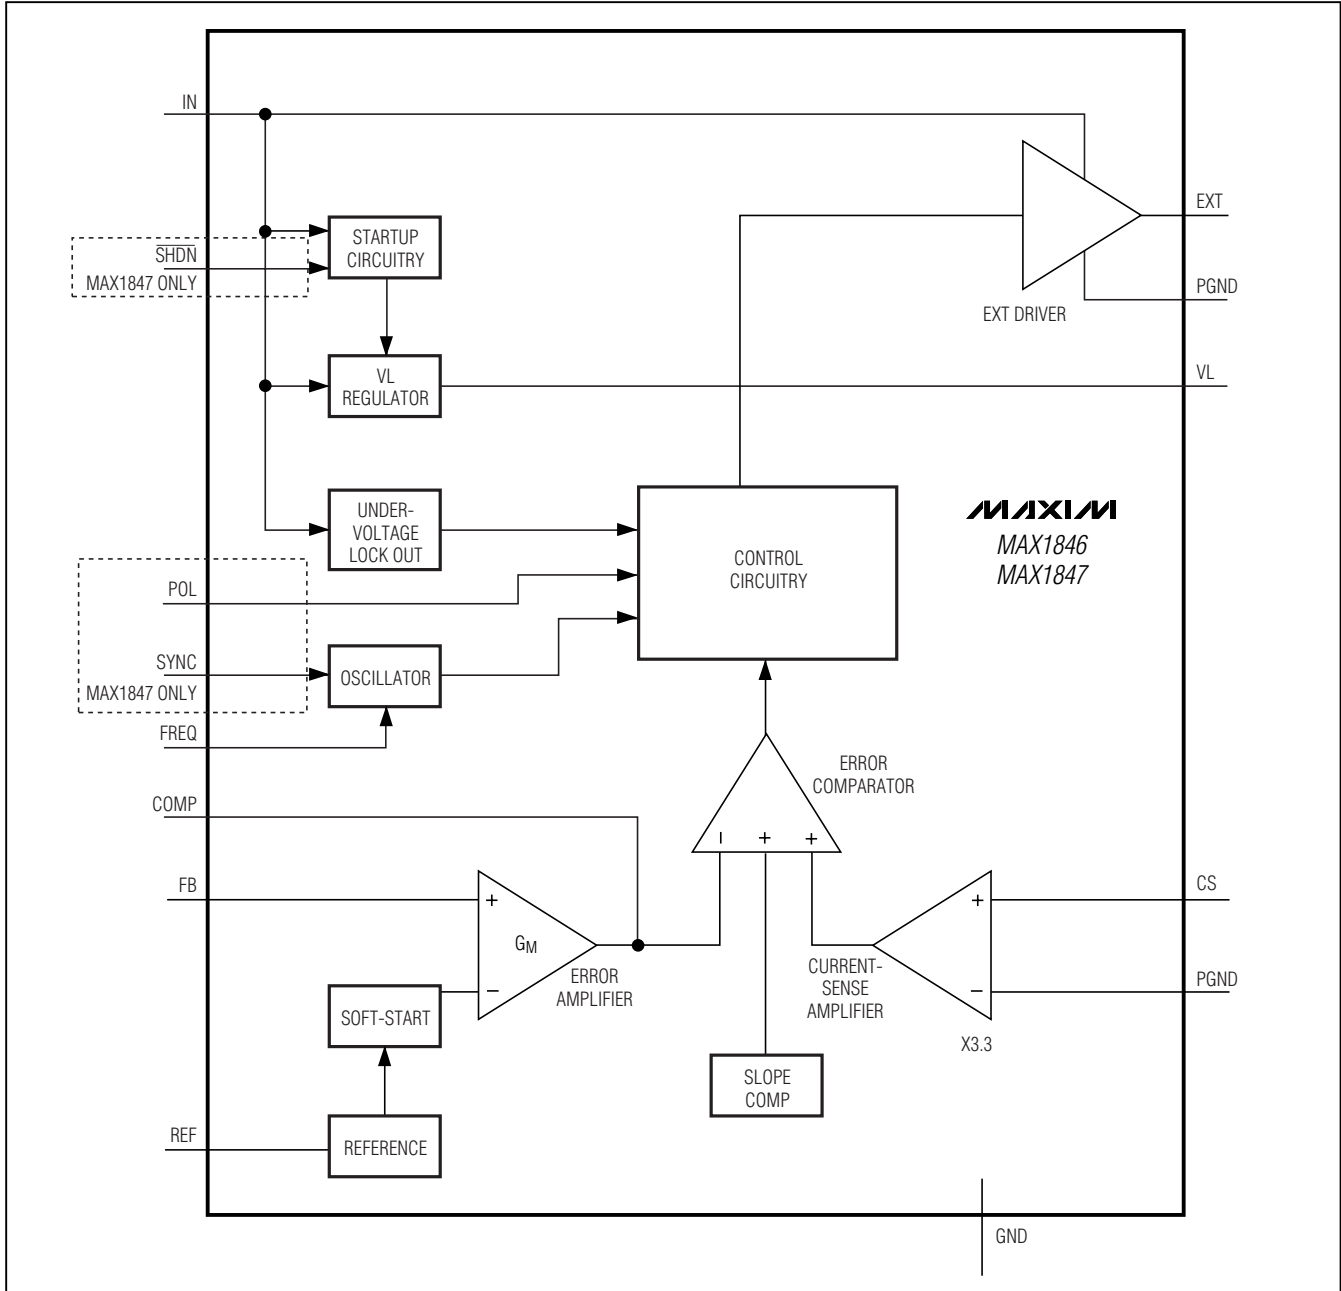 IN
EXT
STARTUP
CIRCUITRY
SHDN
MAX1847 ONLY
PGND
EXT DRIVER
VL
REGULATOR
VL
UNDER-
VOLTAGE
LOCK OUT
CONTROL
CIRCUITRY
MAXIM
MAX1846
MAX1847
POL
SYNC
MAX1847 ONLY
OSCILLATOR
FREQ
ERROR
COMPARATOR
COMP
− + +
FB
+
GM
−
ERROR
AMPLIFIER
CURRENT-
SENSE
AMPLIFIER
+
−
X3.3
CS
PGND
SOFT-START
SLOPE
COMP
REF
REFERENCE
GND